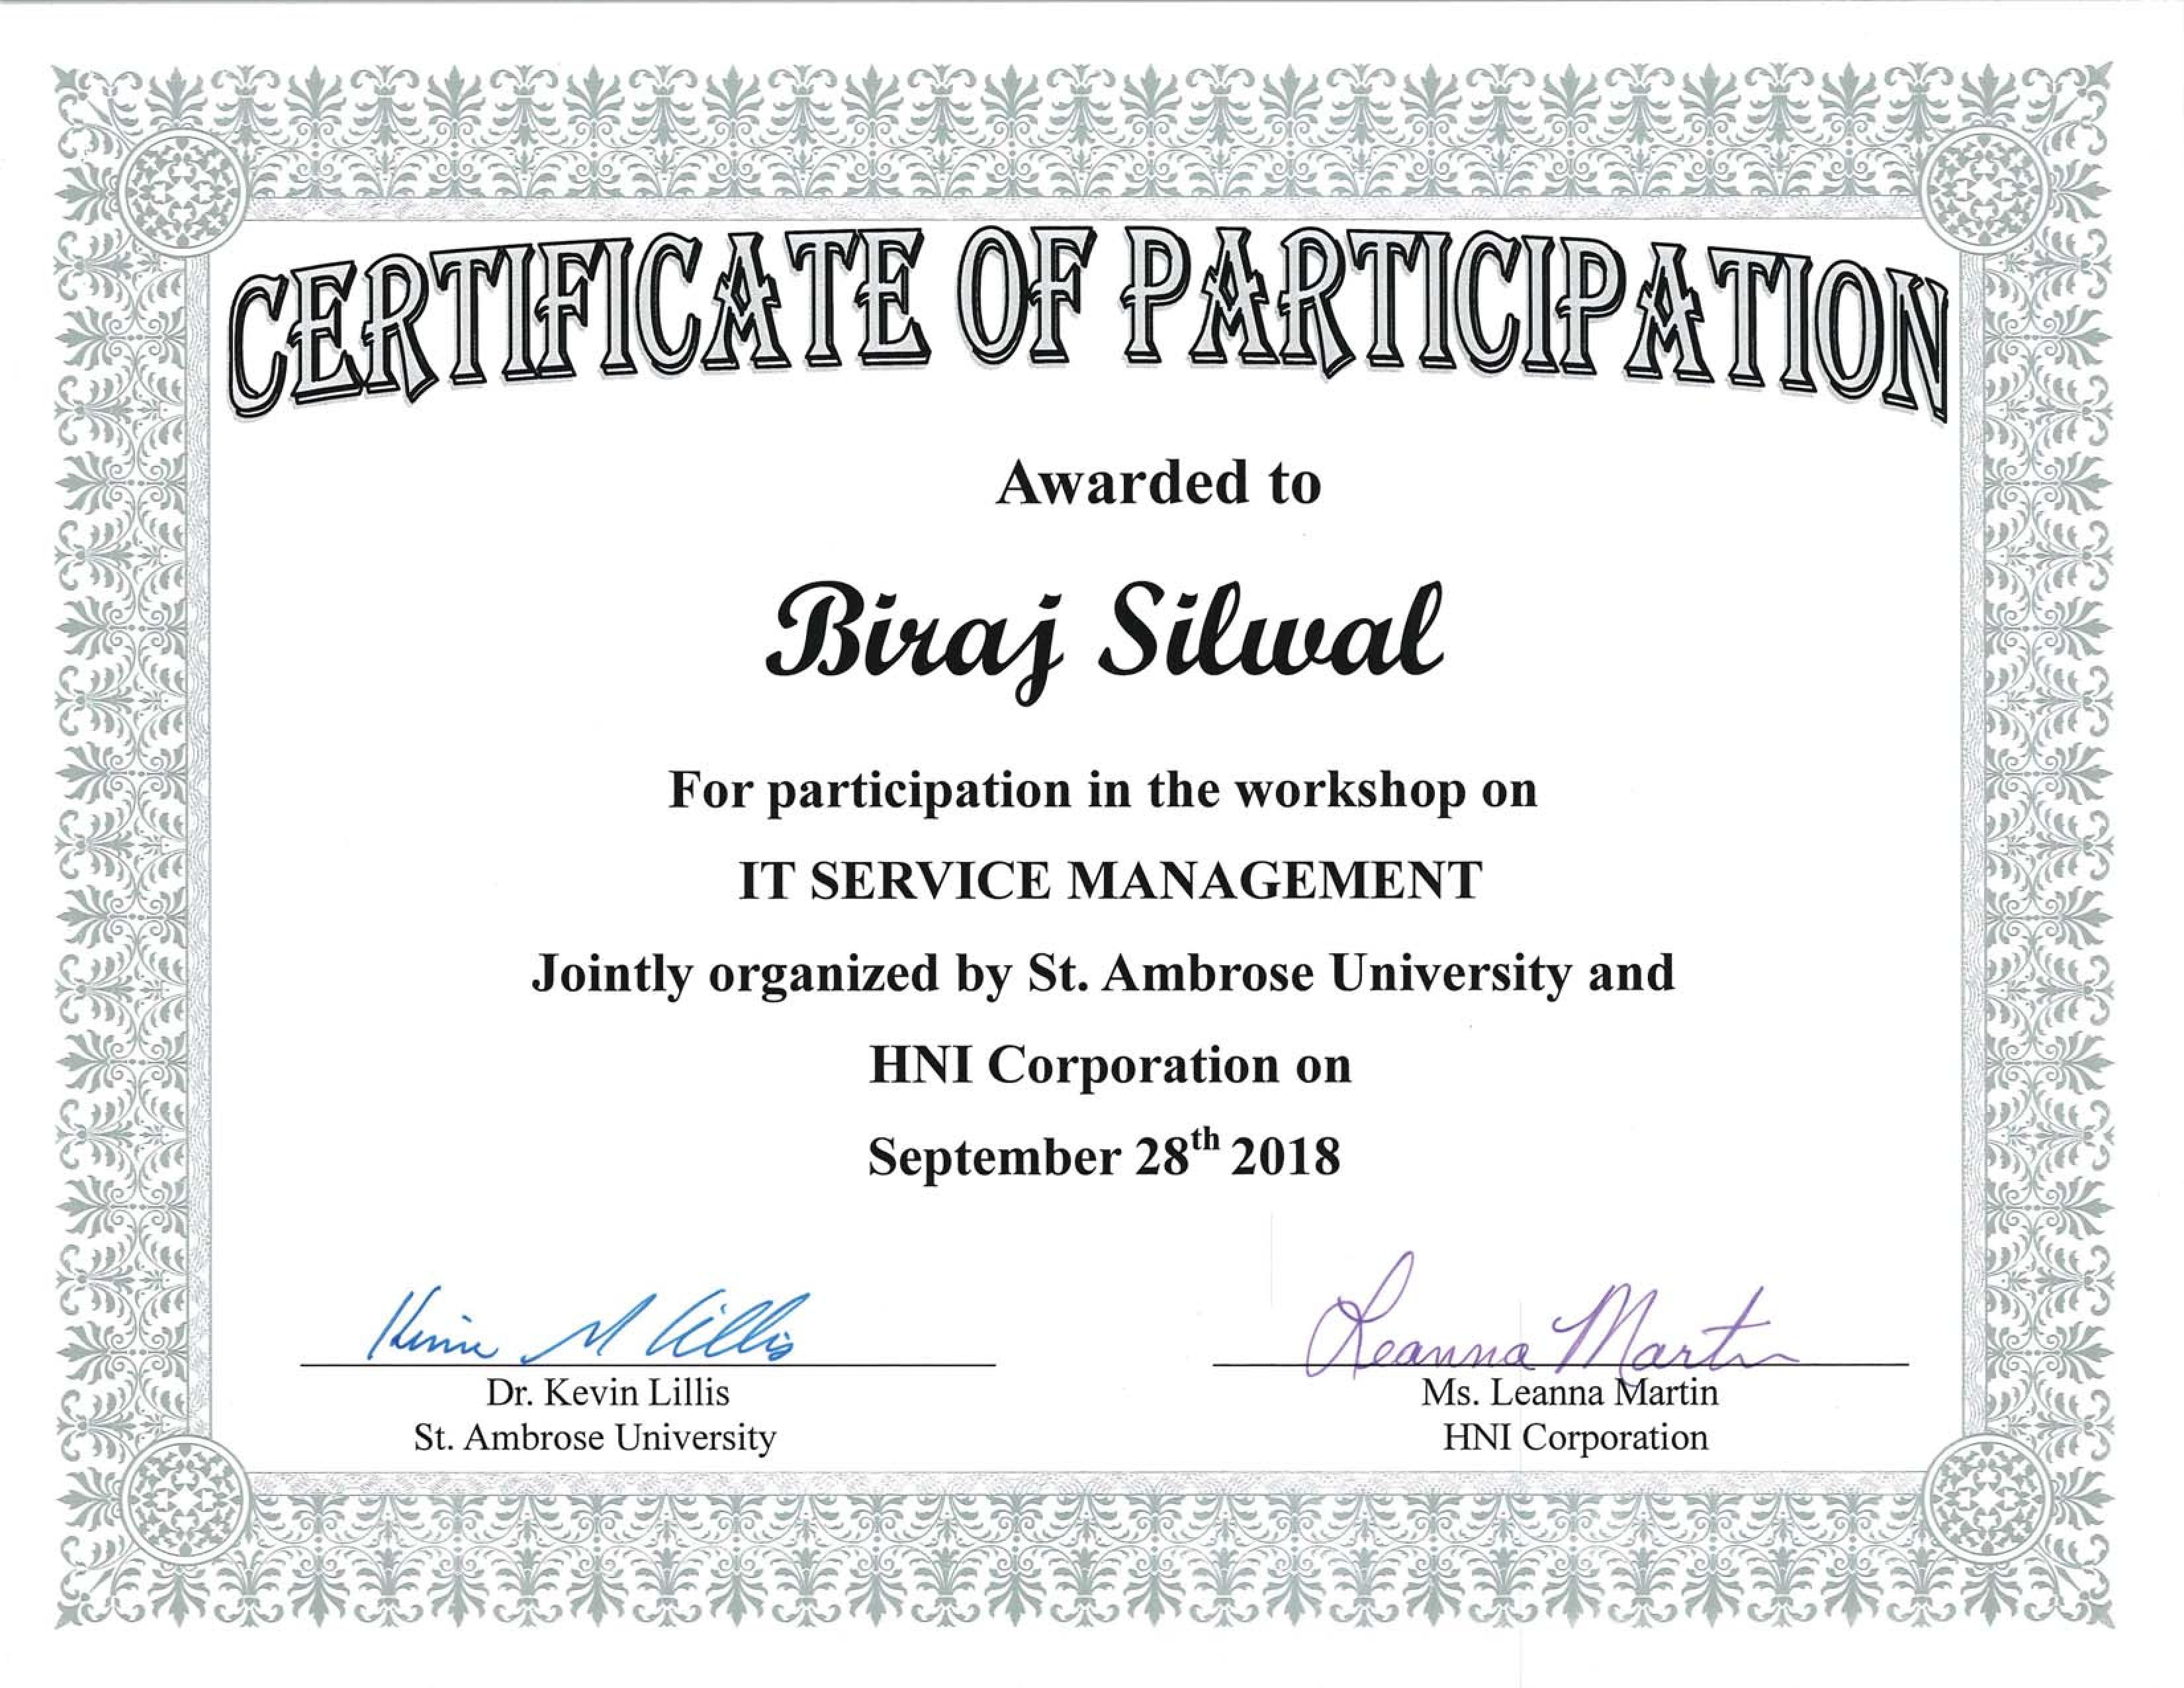 CERTIFICATE OF PARTICIPATION
Awarded to
Biraj Silwal
For participation in the workshop on
IT SERVICE MANAGEMENT
Jointly organized by St. Ambrose University and
HNI Corporation on
September 28th 2018
Kevin M Lillis
Leanna Martin
Dr. Kevin Lillis
Ms. Leanna Martin
St. Ambrose University
HNI Corporation